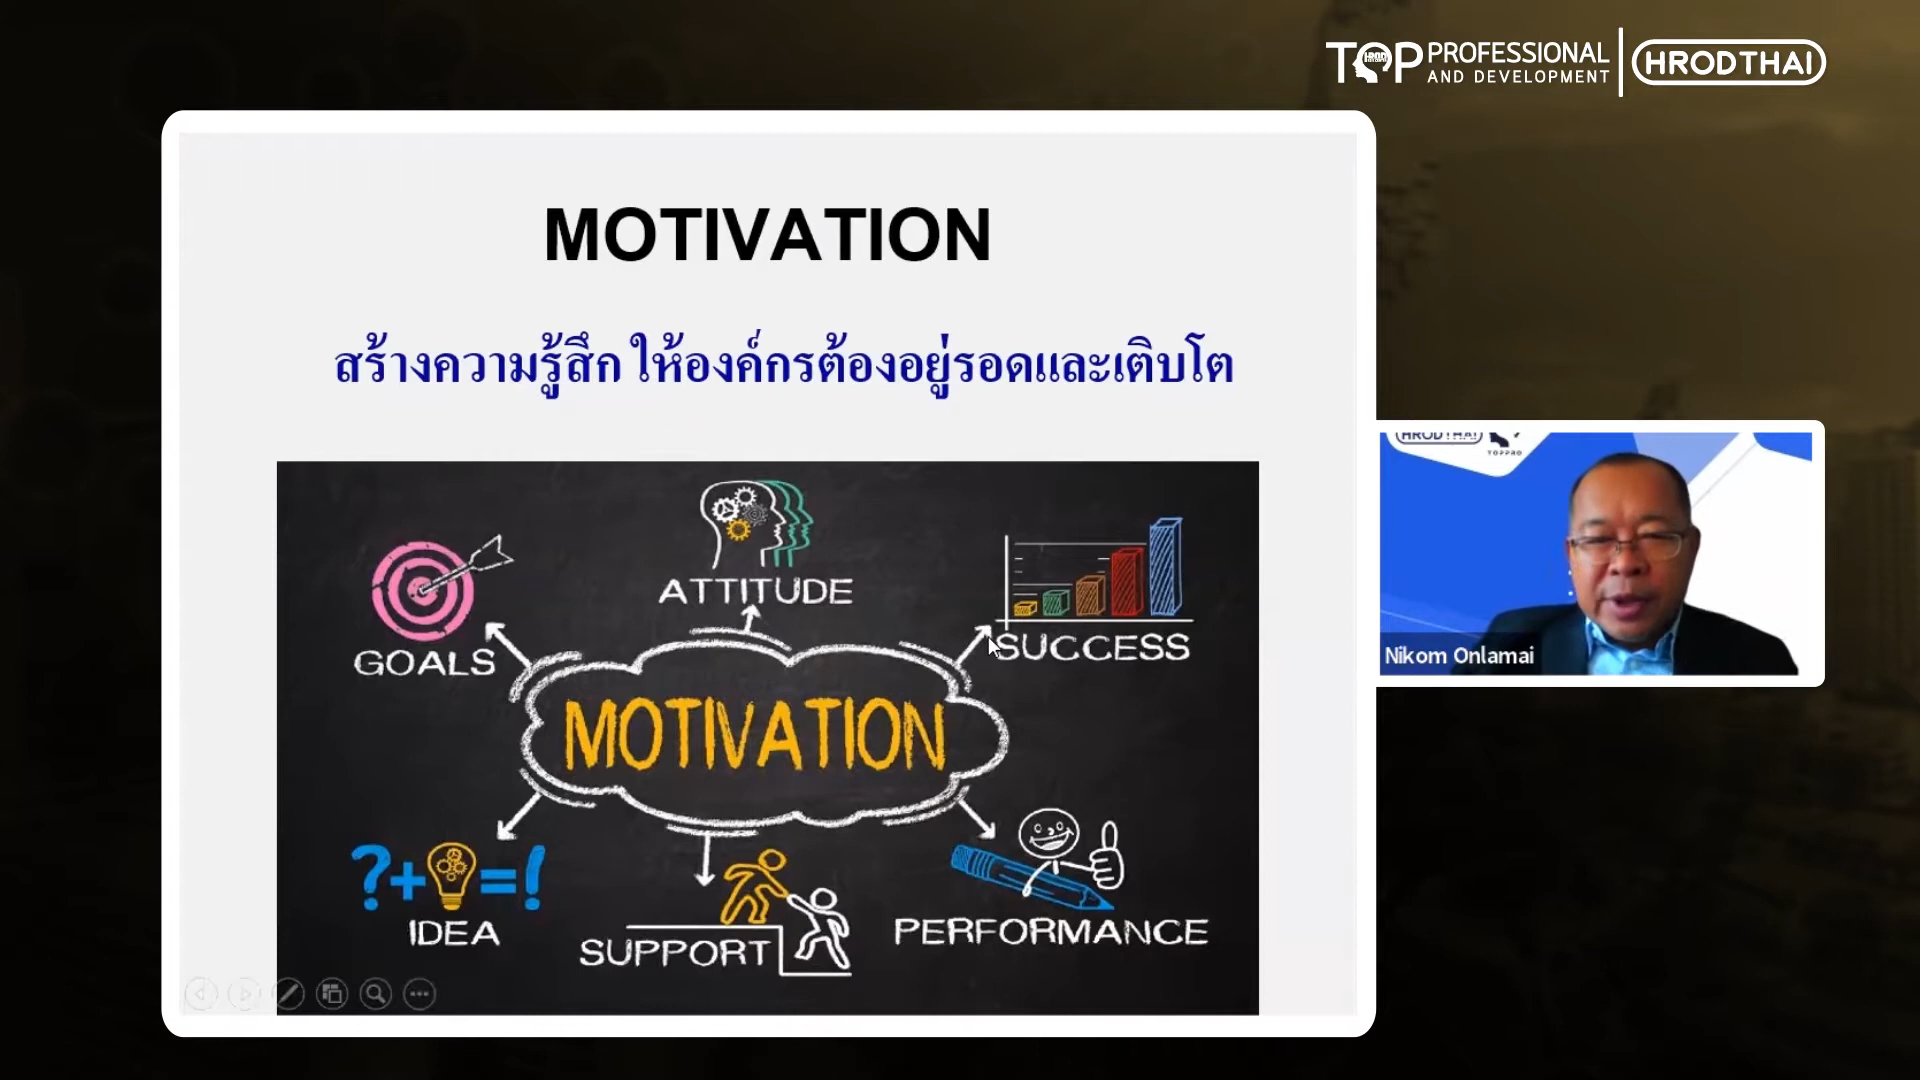 TOP PROFESSIONAL AND DEVELOPMENT
HRODTHAI
MOTIVATION
สร้างความรู้สึก ให้องค์กรต้องอยู่รอดและเติบโต
ATTITUDE
GOALS
SUCCESS
MOTIVATION
?+=!
IDEA
SUPPORT
PERFORMANCE
HRODTHAI
TOPPRO
Nikom Onlamai